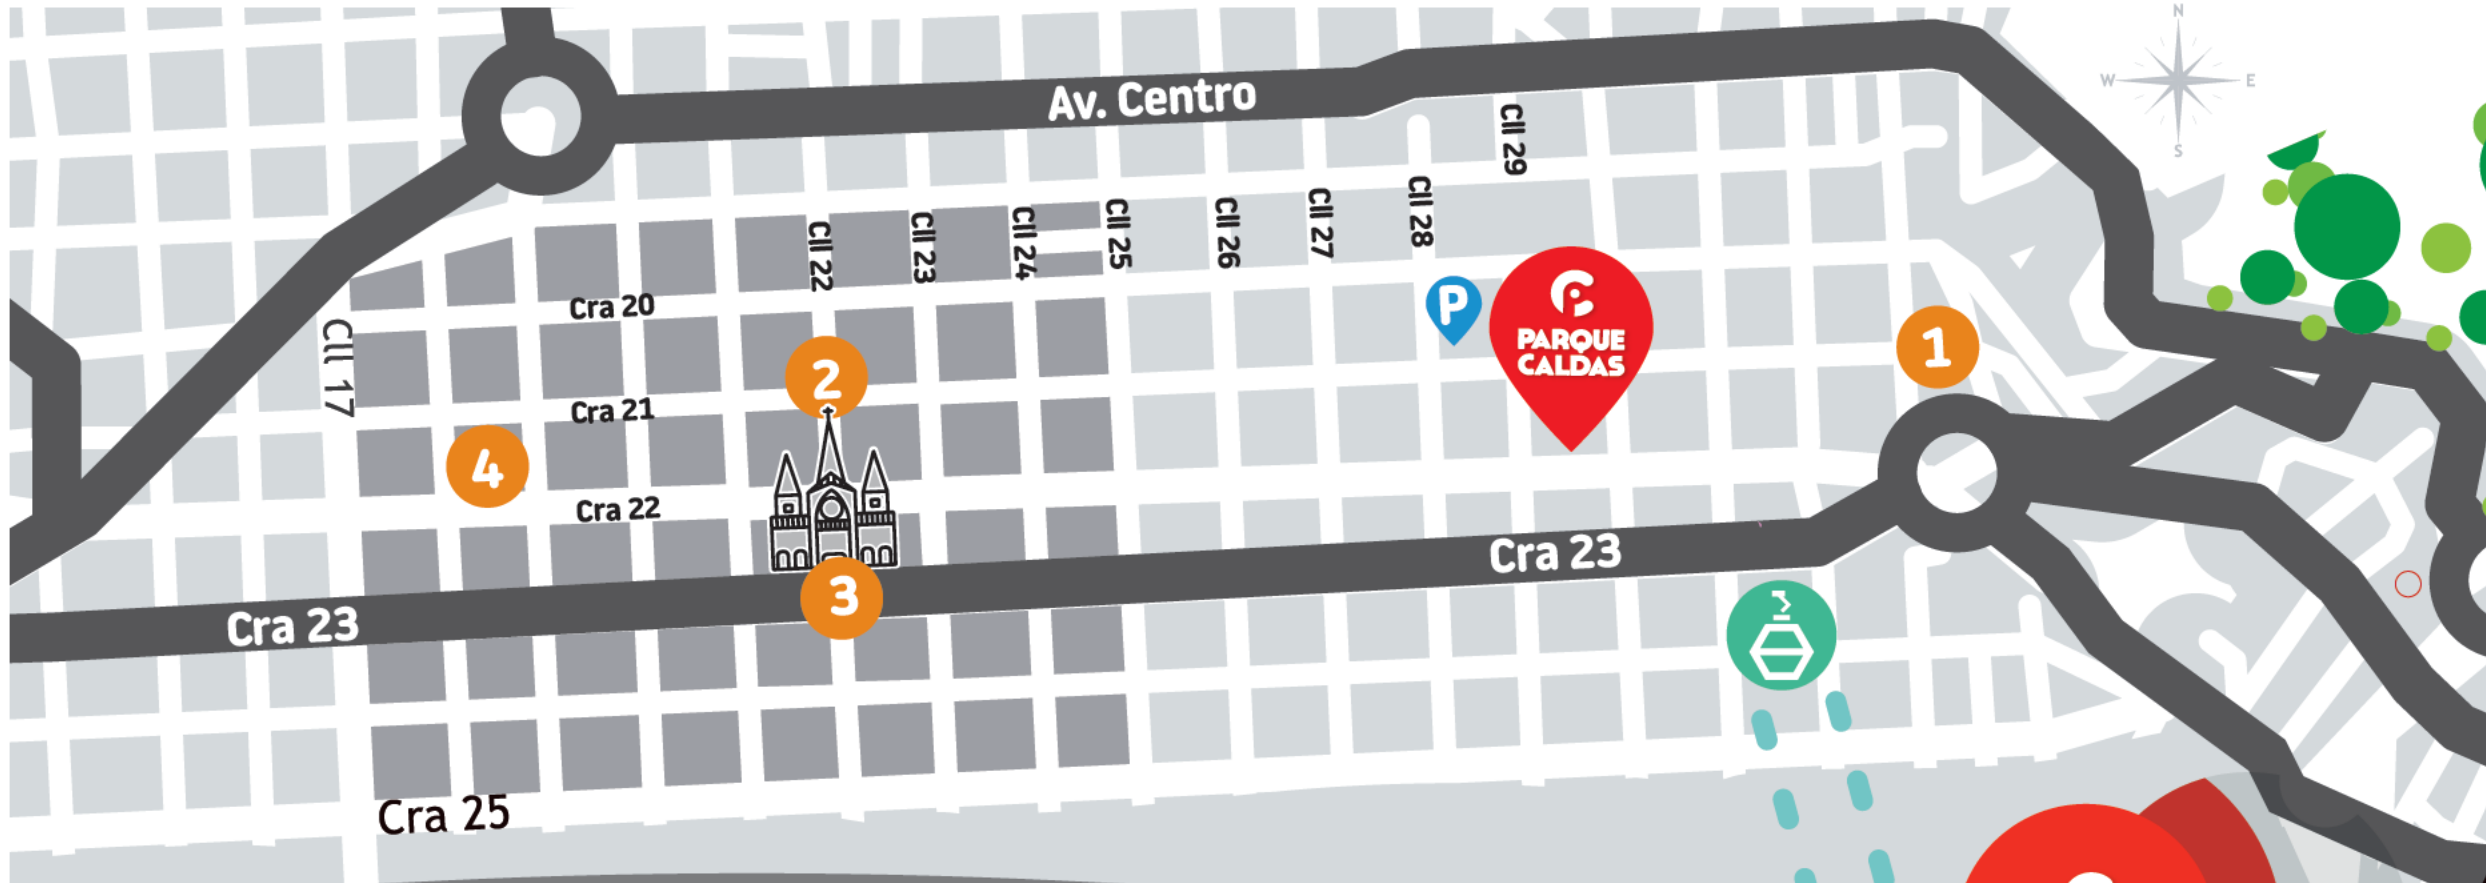 N
W
E
S
Av. Centro
Cll 29
Cll 28
Cll 27
Cll 26
Cll 25
Cll 24
Cll 23
Cll 22
Cra 20
P
PARQUE
CALDAS
1
Cll 17
2
Cra 21
4
Cra 22
Cra 23
3
Cra 23
Cra 25